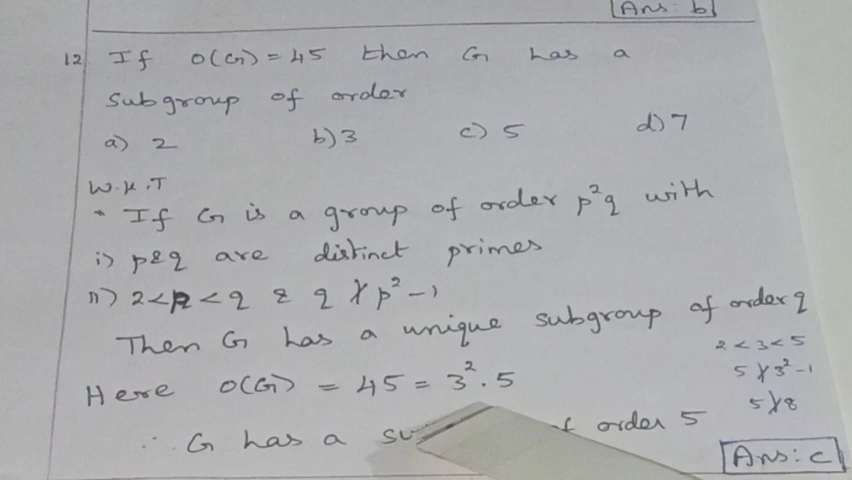 Ans: b
12 If O(G) = 45 then G has a
subgroup of order
a) 2 b) 3 c) 5 d) 7
W.K.T
* If G is a group of order p²q with
i) p & q are distinct primes
ii) 2 < p < q & q ∤ p² - 1
Then G has a unique subgroup of order q
2 < 3 < 5
Here O(G) = 45 = 3² . 5
5 ∤ 3² - 1
5 ∤ 8
∴ G has a of order 5
Ans: c